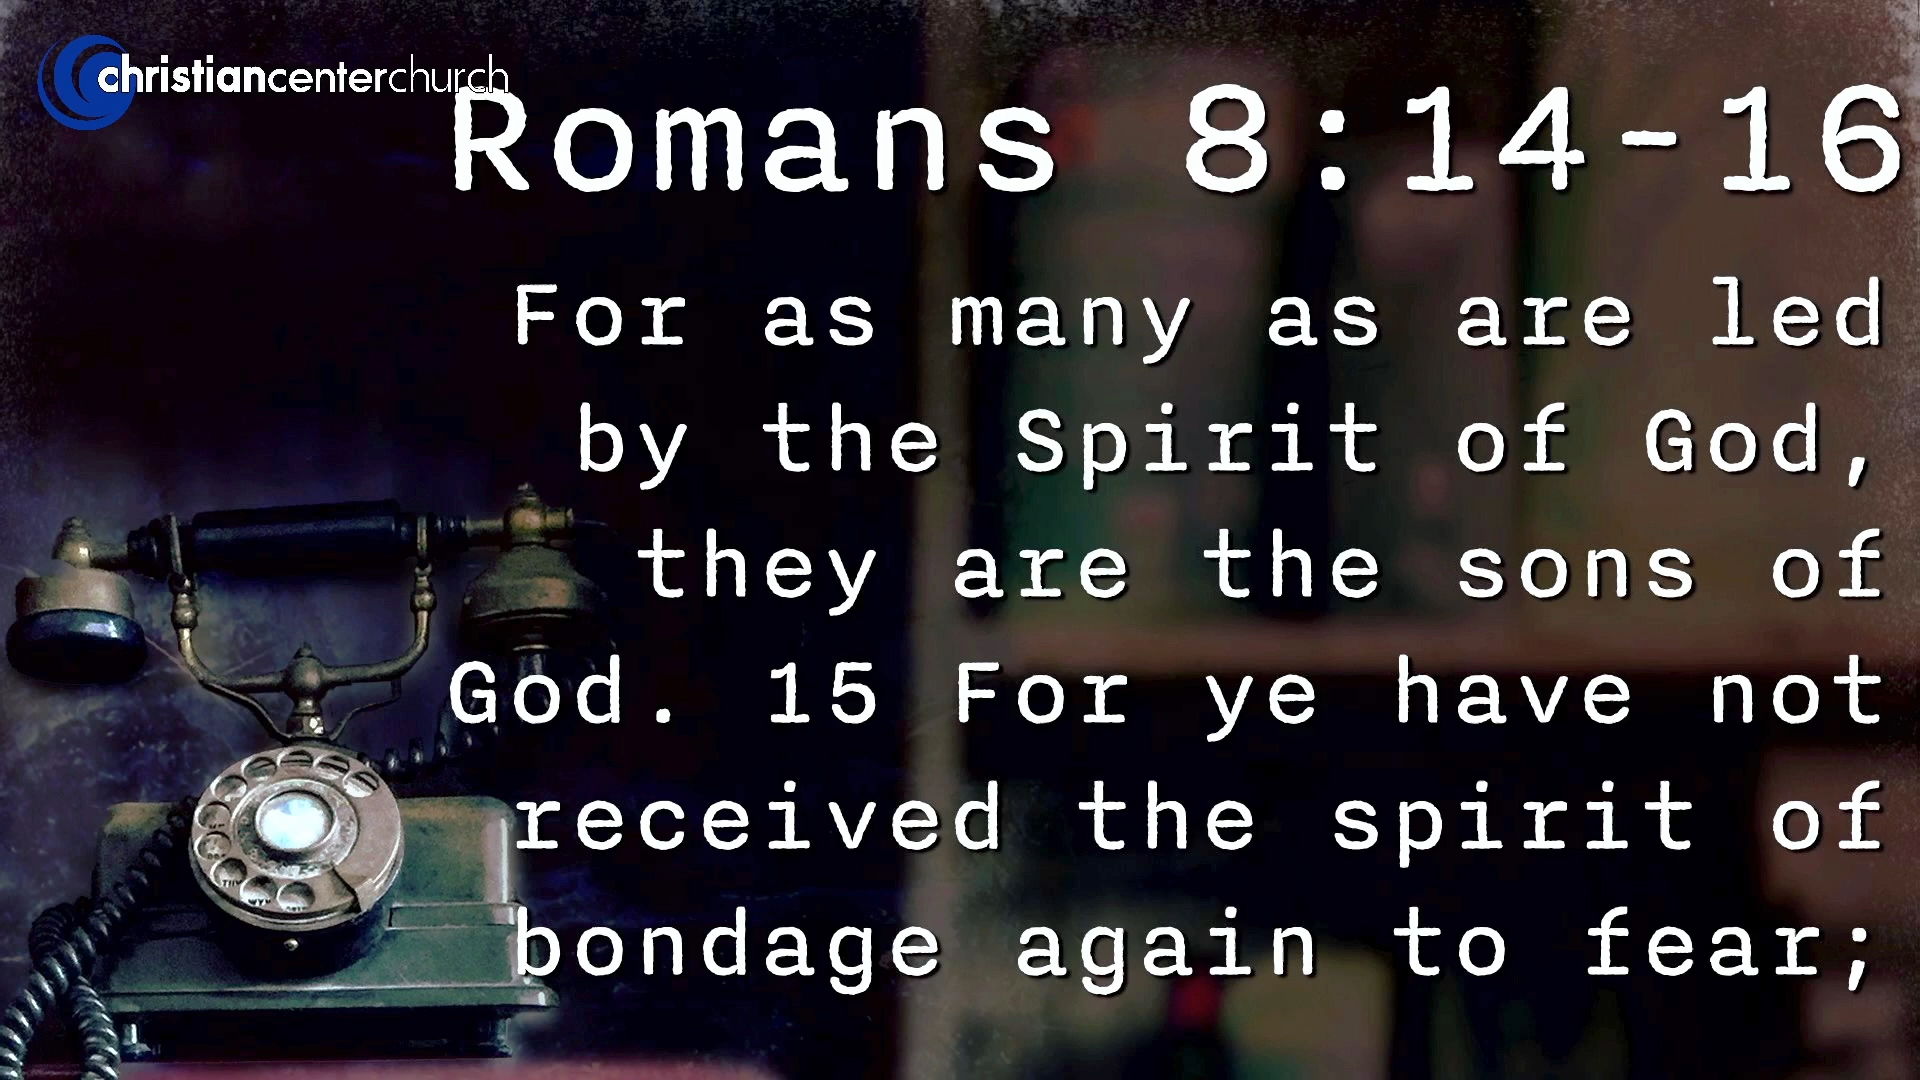 christiancenterchurch
Romans 8:14-16
For as many as are led
by the Spirit of God,
they are the sons of
God. 15 For ye have not
received the spirit of
bondage again to fear;